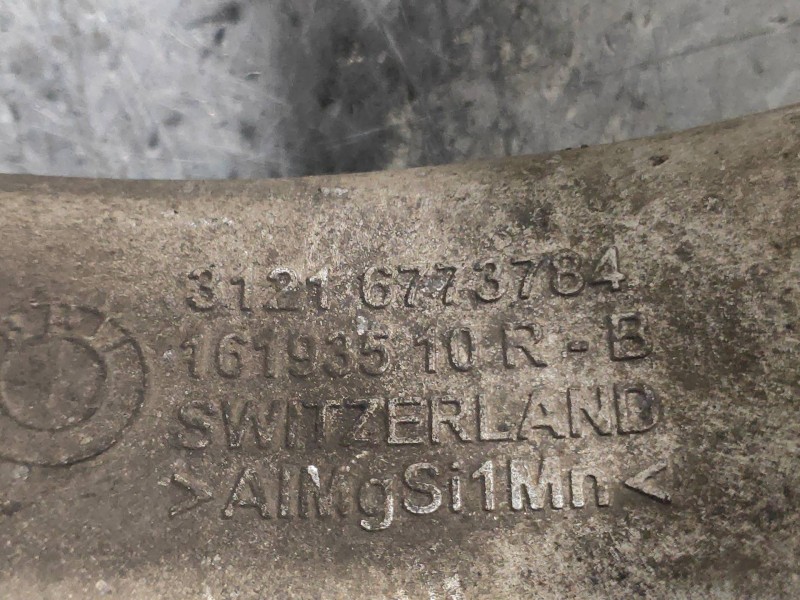 3121 6773784
161935 10 R - B
SWITZERLAND
>AlMgSi1Mn<